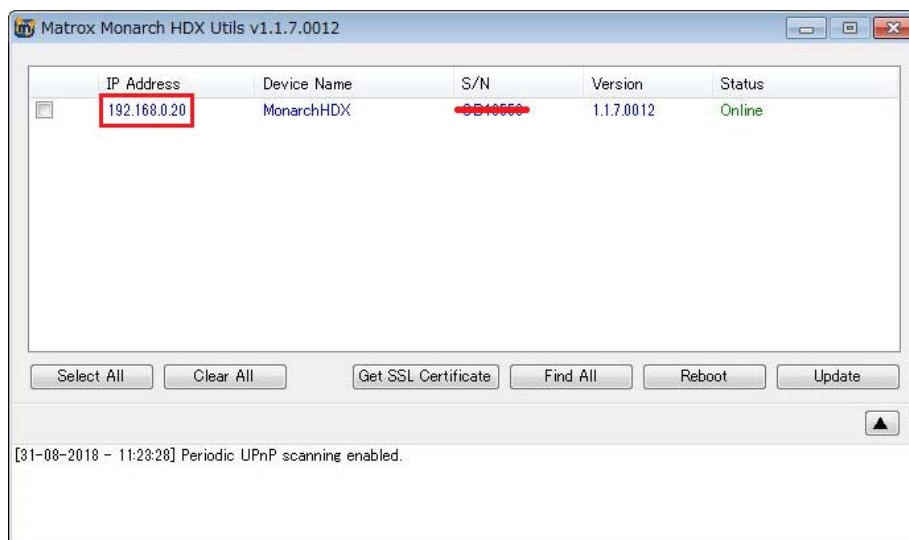 Matrox Monarch HDX Utils v1.1.7.0012
IP Address Device Name S/N Version Status
192.168.0.20 MonarchHDX 1.1.7.0012 Online
Select All Clear All Get SSL Certificate Find All Reboot Update
[31-08-2018 - 11:23:28] Periodic UPnP scanning enabled.